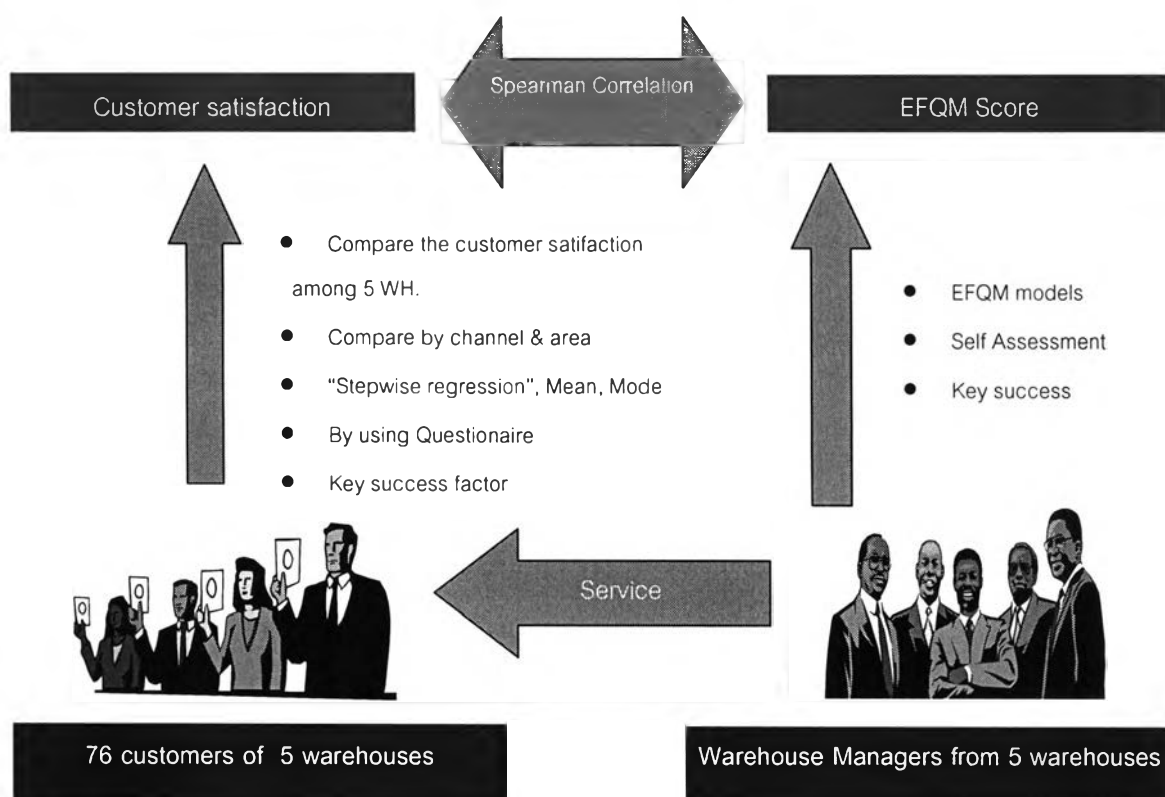 Spearman Correlation
Customer satisfaction
EFQM Score
● Compare the customer satifaction
among 5 WH.
● Compare by channel & area
● "Stepwise regression", Mean, Mode
● By using Questionaire
● Key success factor
● EFQM models
● Self Assessment
● Key success
Service
76 customers of 5 warehouses
Warehouse Managers from 5 warehouses